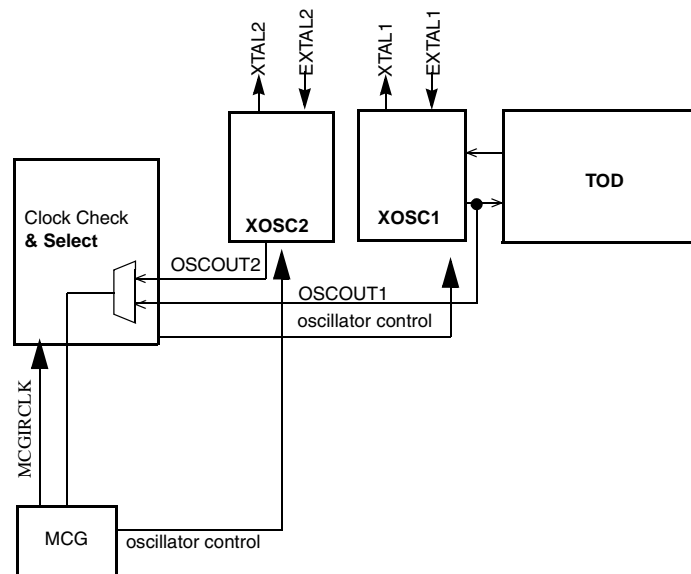 XTAL2
EXTAL2
XTAL1
EXTAL1
TOD
XOSC2
XOSC1
Clock Check
& Select
OSCOUT2
OSCOUT1
oscillator control
MCGIRCLK
MCG
oscillator control